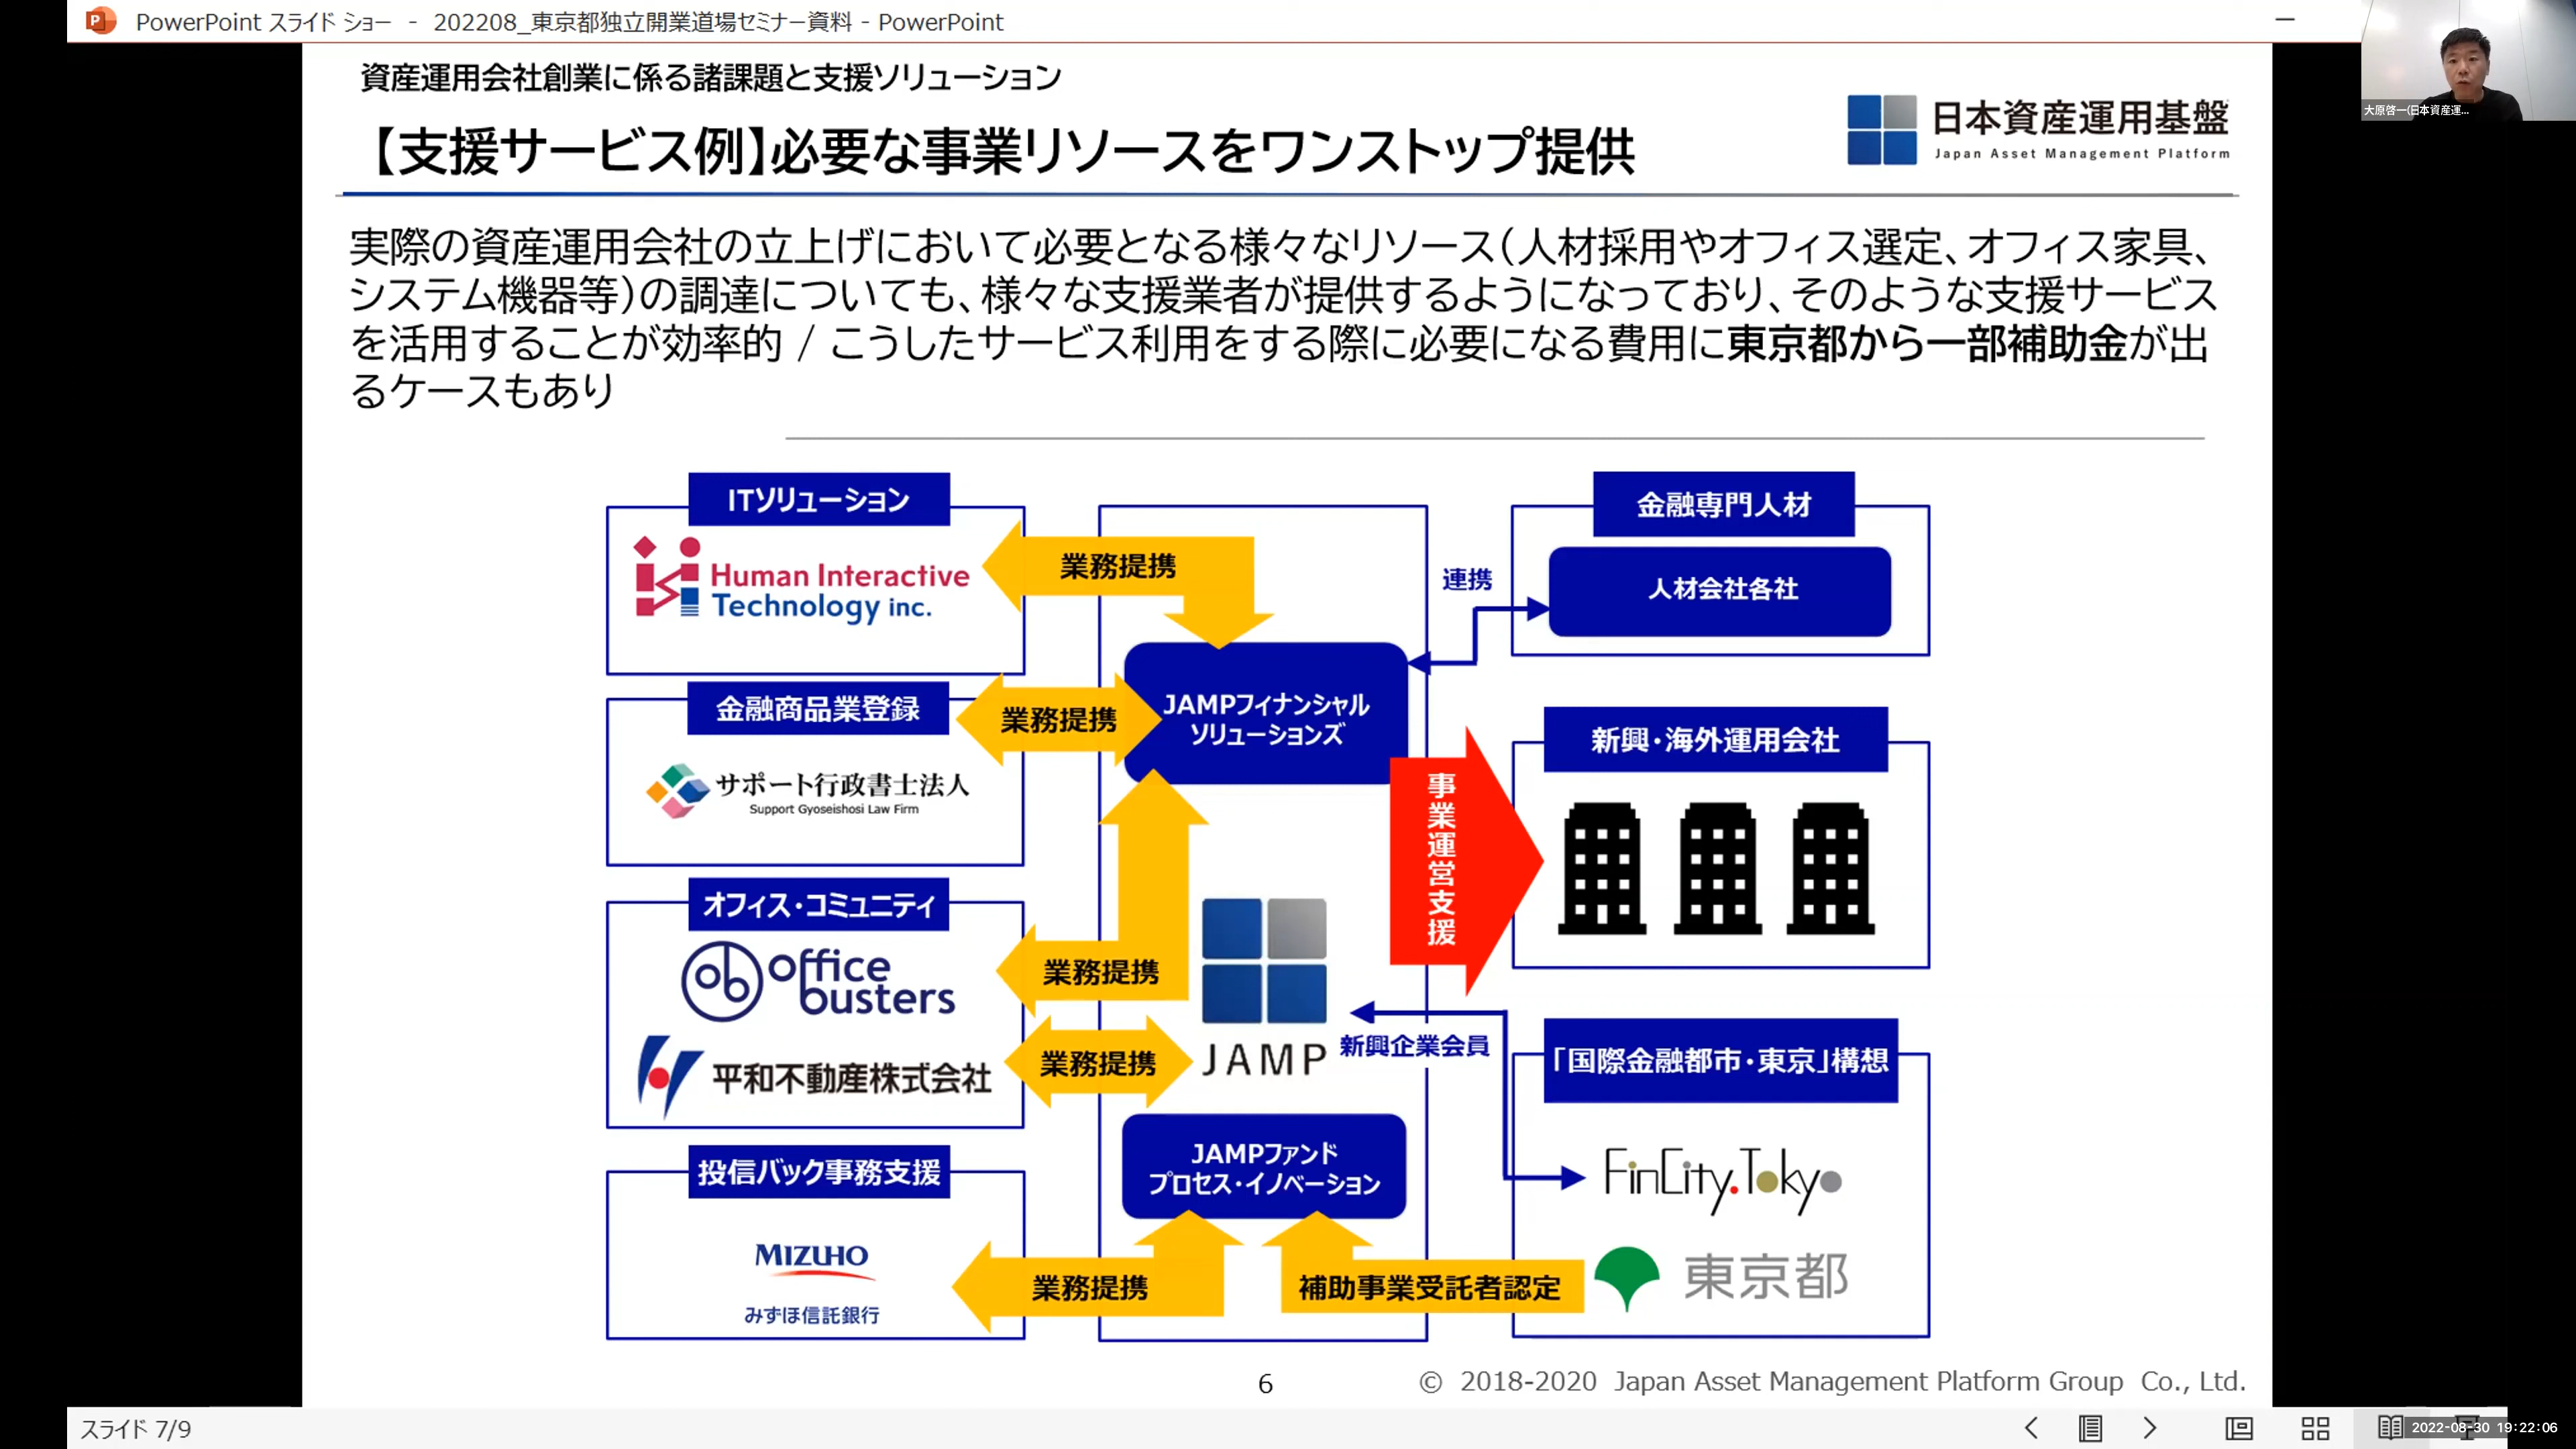 PowerPoint スライド ショー - 202208_東京都独立開業道場セミナー資料 - PowerPoint
大原啓一(日本資産運...
資産運用会社創業に係る諸課題と支援ソリューション
【支援サービス例】必要な事業リソースをワンストップ提供
日本資産運用基盤
Japan Asset Management Platform
実際の資産運用会社の立上げにおいて必要となる様々なリソース（人材採用やオフィス選定、オフィス家具、
システム機器等）の調達についても、様々な支援業者が提供するようになっており、そのような支援サービス
を活用することが効率的 / こうしたサービス利用をする際に必要になる費用に東京都から一部補助金が出
るケースもあり
ITソリューション
Human Interactive
Technology inc.
業務提携
金融商品業登録
サポート行政書士法人
Support Gyoseishosi Law Firm
業務提携
オフィス・コミュニティ
ob office
busters
業務提携
平和不動産株式会社
業務提携
投信バック事務支援
MIZUHO
みずほ信託銀行
業務提携
JAMPフィナンシャル
ソリューションズ
JAMP
JAMPファンド
プロセス・イノベーション
連携
金融専門人材
人材会社各社
事業運営支援
新興・海外運用会社
新興企業会員
「国際金融都市・東京」構想
FinCity.Tokyo
補助事業受託者認定
東京都
6
© 2018-2020 Japan Asset Management Platform Group Co., Ltd.
スライド 7/9
2022-08-30 19:22:06